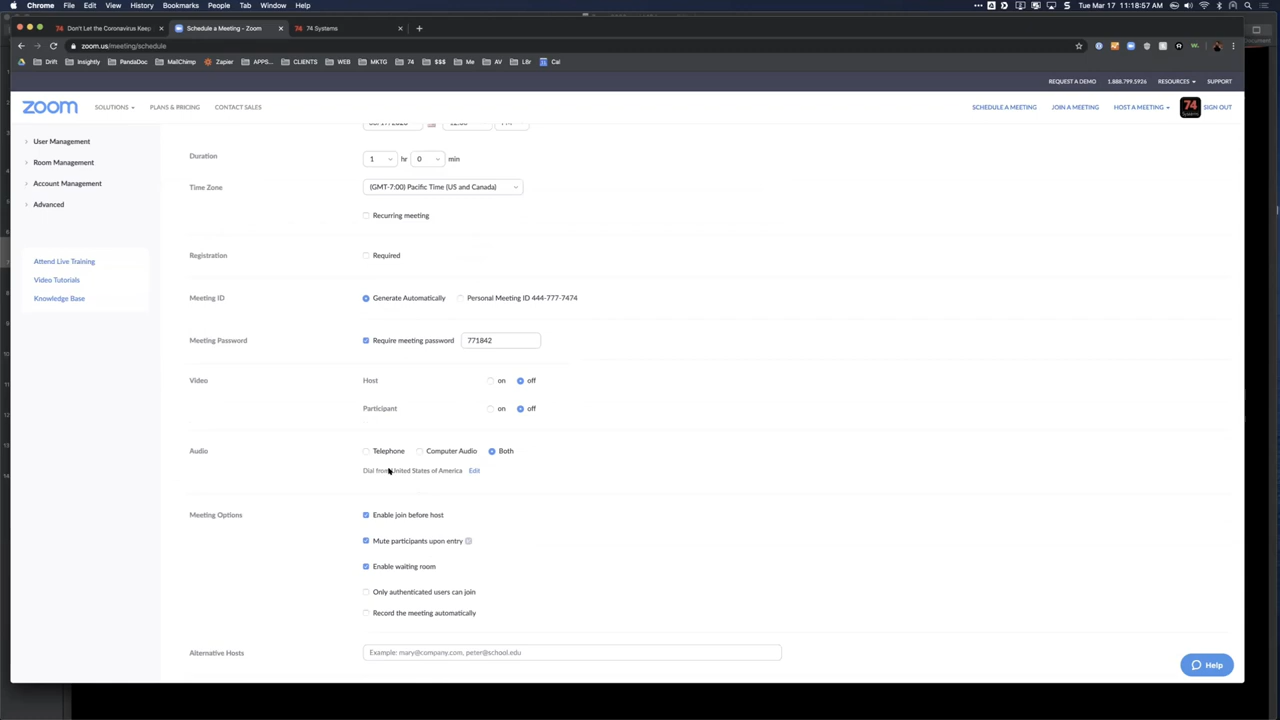 Chrome File Edit View History Bookmarks People Tab Window Help Tue Mar 17 11:18:57 AM
Don't Let the Coronavirus Keep Schedule a Meeting - Zoom 74 Systems
zoom.us/meeting/schedule
Drift Insightly PandaDoc MailChimp Zapier APPS... CLIENTS WEB MKTG 74 $$$ Me AV LBr Cal
REQUEST A DEMO 1.888.799.5926 RESOURCES SUPPORT
zoom SOLUTIONS PLANS & PRICING CONTACT SALES SCHEDULE A MEETING JOIN A MEETING HOST A MEETING 74 Systems SIGN OUT
User Management
Room Management
Account Management
Advanced
Attend Live Training
Video Tutorials
Knowledge Base
Duration 1 hr 0 min
Time Zone (GMT-7:00) Pacific Time (US and Canada)
Recurring meeting
Registration Required
Meeting ID Generate Automatically Personal Meeting ID 444-777-7474
Meeting Password Require meeting password 771842
Video Host on off
Participant on off
Audio Telephone Computer Audio Both
Dial from United States of America Edit
Meeting Options Enable join before host
Mute participants upon entry
Enable waiting room
Only authenticated users can join
Record the meeting automatically
Alternative Hosts Example: mary@company.com, peter@school.edu
Help